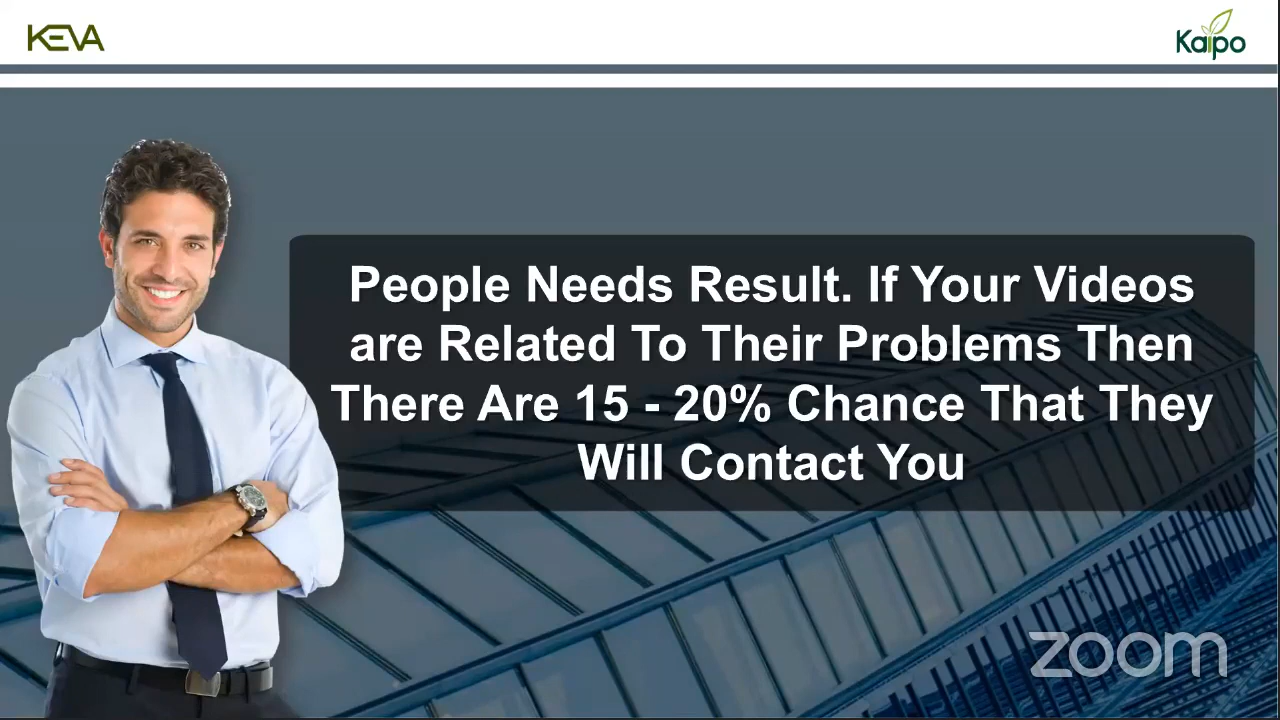 KEVA
Kaipo
People Needs Result. If Your Videos
are Related To Their Problems Then
There Are 15 - 20% Chance That They
Will Contact You
zoom